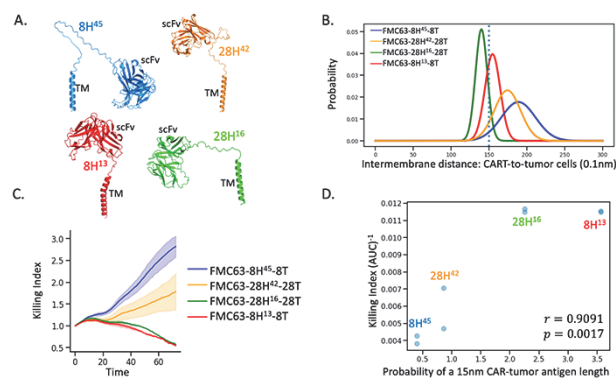 A.
8H⁴⁵
scFv
TM
scFv
28H⁴²
TM
scFv
8H¹³
TM
scFv
28H¹⁶
TM
B.
FMC63-8H⁴⁵-8T
FMC63-28H⁴²-28T
FMC63-28H¹⁶-28T
FMC63-8H¹³-8T
Probability
0.05
0.04
0.03
0.02
0.01
0.00
0 50 100 150 200 250 300
Intermembrane distance: CART-to-tumor cells (0.1nm)
C.
Killing Index
3.0
2.5
2.0
1.5
1.0
0.5
0 20 40 60
Time
FMC63-8H⁴⁵-8T
FMC63-28H⁴²-28T
FMC63-28H¹⁶-28T
FMC63-8H¹³-8T
D.
Killing Index (AUC)⁻¹
0.012
0.011
0.010
0.009
0.008
0.007
0.006
0.005
0.004
28H¹⁶
8H¹³
28H⁴²
8H⁴⁵
r = 0.9091
p = 0.0017
0.5 1.0 1.5 2.0 2.5 3.0 3.5
Probability of a 15nm CAR-tumor antigen length